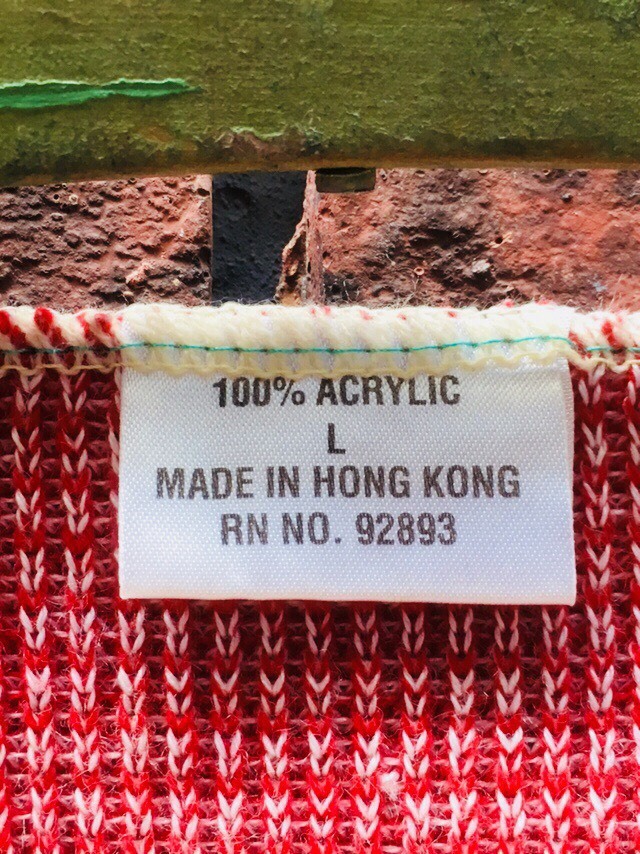 100% ACRYLIC
L
MADE IN HONG KONG
RN NO. 92893